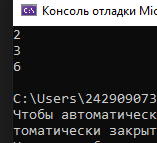 Консоль отладки Mic
2
3
6
C:\Users\242909073
Чтобы автоматическ
томатически закрыт